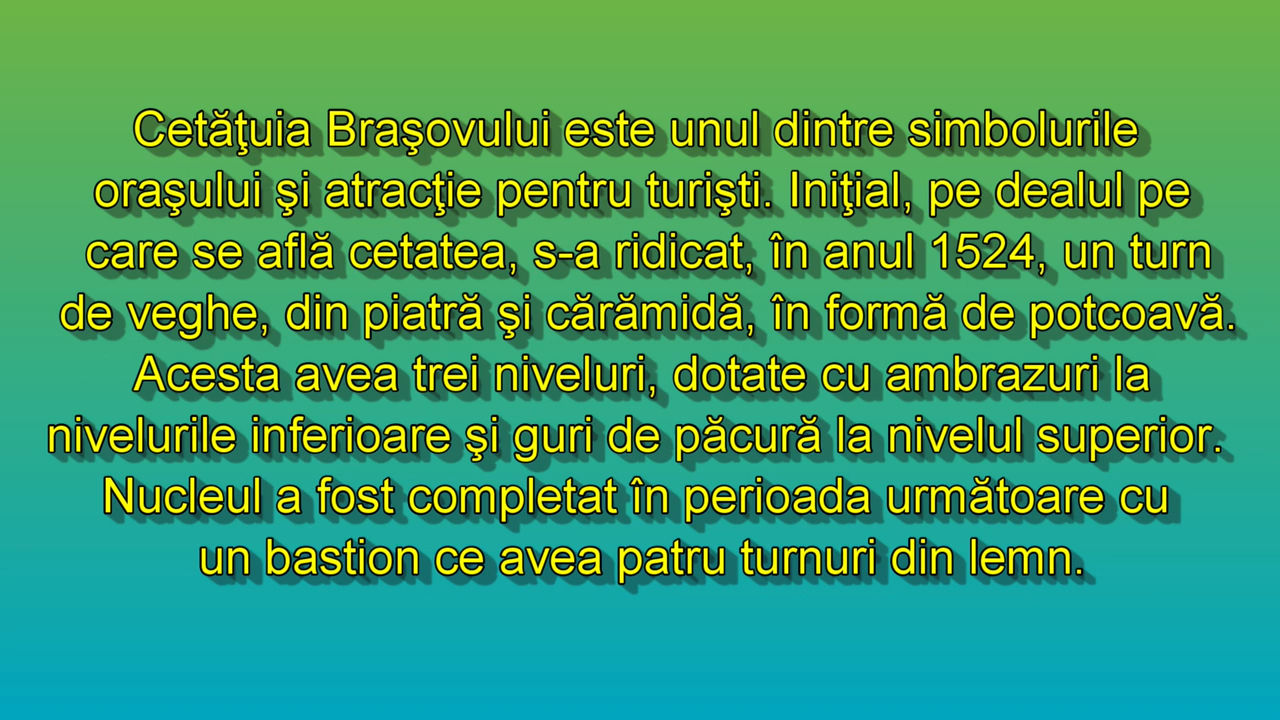 Cetăţuia Braşovului este unul dintre simbolurile
oraşului şi atracţie pentru turişti. Iniţial, pe dealul pe
care se află cetatea, s-a ridicat, în anul 1524, un turn
de veghe, din piatră şi cărămidă, în formă de potcoavă.
Acesta avea trei niveluri, dotate cu ambrazuri la
nivelurile inferioare şi guri de păcură la nivelul superior.
Nucleul a fost completat în perioada următoare cu
un bastion ce avea patru turnuri din lemn.